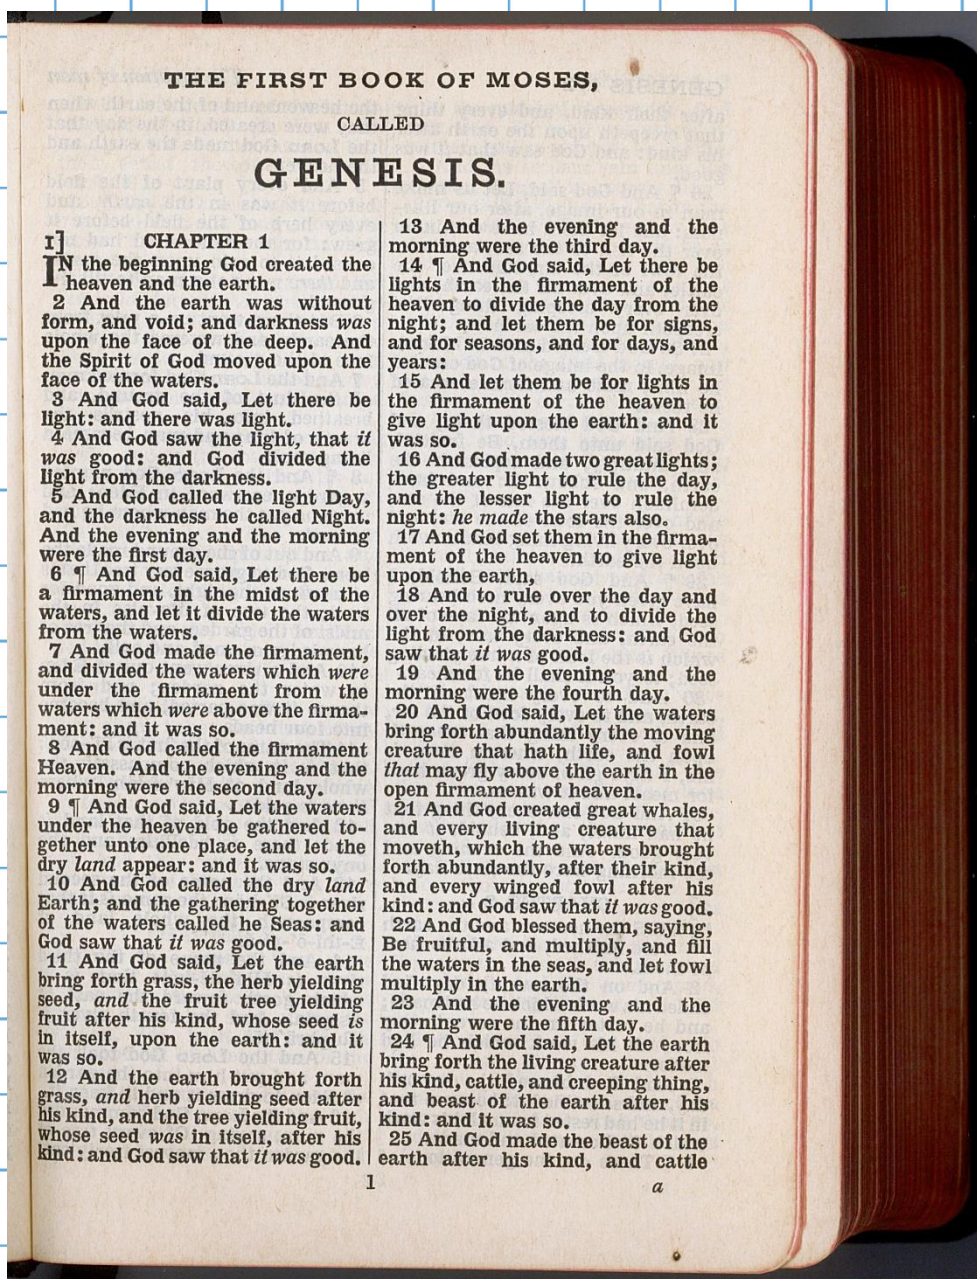 THE FIRST BOOK OF MOSES,
CALLED
GENESIS.
1] CHAPTER 1
IN the beginning God created the
heaven and the earth.
2 And the earth was without
form, and void; and darkness was
upon the face of the deep. And
the Spirit of God moved upon the
face of the waters.
3 And God said, Let there be
light: and there was light.
4 And God saw the light, that it
was good: and God divided the
light from the darkness.
5 And God called the light Day,
and the darkness he called Night.
And the evening and the morning
were the first day.
6 ¶ And God said, Let there be
a firmament in the midst of the
waters, and let it divide the waters
from the waters.
7 And God made the firmament,
and divided the waters which were
under the firmament from the
waters which were above the firma-
ment: and it was so.
8 And God called the firmament
Heaven. And the evening and the
morning were the second day.
9 ¶ And God said, Let the waters
under the heaven be gathered to-
gether unto one place, and let the
dry land appear: and it was so.
10 And God called the dry land
Earth; and the gathering together
of the waters called he Seas: and
God saw that it was good.
11 And God said, Let the earth
bring forth grass, the herb yielding
seed, and the fruit tree yielding
fruit after his kind, whose seed is
in itself, upon the earth: and it
was so.
12 And the earth brought forth
grass, and herb yielding seed after
his kind, and the tree yielding fruit,
whose seed was in itself, after his
kind: and God saw that it was good.
13 And the evening and the
morning were the third day.
14 ¶ And God said, Let there be
lights in the firmament of the
heaven to divide the day from the
night; and let them be for signs,
and for seasons, and for days, and
years:
15 And let them be for lights in
the firmament of the heaven to
give light upon the earth: and it
was so.
16 And God made two great lights;
the greater light to rule the day,
and the lesser light to rule the
night: he made the stars also.
17 And God set them in the firma-
ment of the heaven to give light
upon the earth,
18 And to rule over the day and
over the night, and to divide the
light from the darkness: and God
saw that it was good.
19 And the evening and the
morning were the fourth day.
20 And God said, Let the waters
bring forth abundantly the moving
creature that hath life, and fowl
that may fly above the earth in the
open firmament of heaven.
21 And God created great whales,
and every living creature that
moveth, which the waters brought
forth abundantly, after their kind,
and every winged fowl after his
kind: and God saw that it was good.
22 And God blessed them, saying,
Be fruitful, and multiply, and fill
the waters in the seas, and let fowl
multiply in the earth.
23 And the evening and the
morning were the fifth day.
24 ¶ And God said, Let the earth
bring forth the living creature after
his kind, cattle, and creeping thing,
and beast of the earth after his
kind: and it was so.
25 And God made the beast of the
earth after his kind, and cattle
1
a